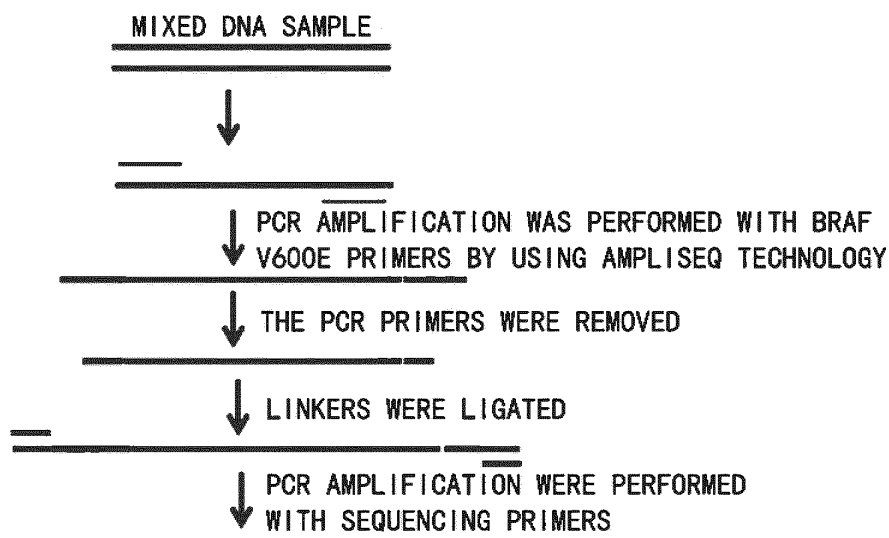 MIXED DNA SAMPLE
PCR AMPLIFICATION WAS PERFORMED WITH BRAF
V600E PRIMERS BY USING AMPLISEQ TECHNOLOGY
THE PCR PRIMERS WERE REMOVED
LINKERS WERE LIGATED
PCR AMPLIFICATION WERE PERFORMED
WITH SEQUENCING PRIMERS